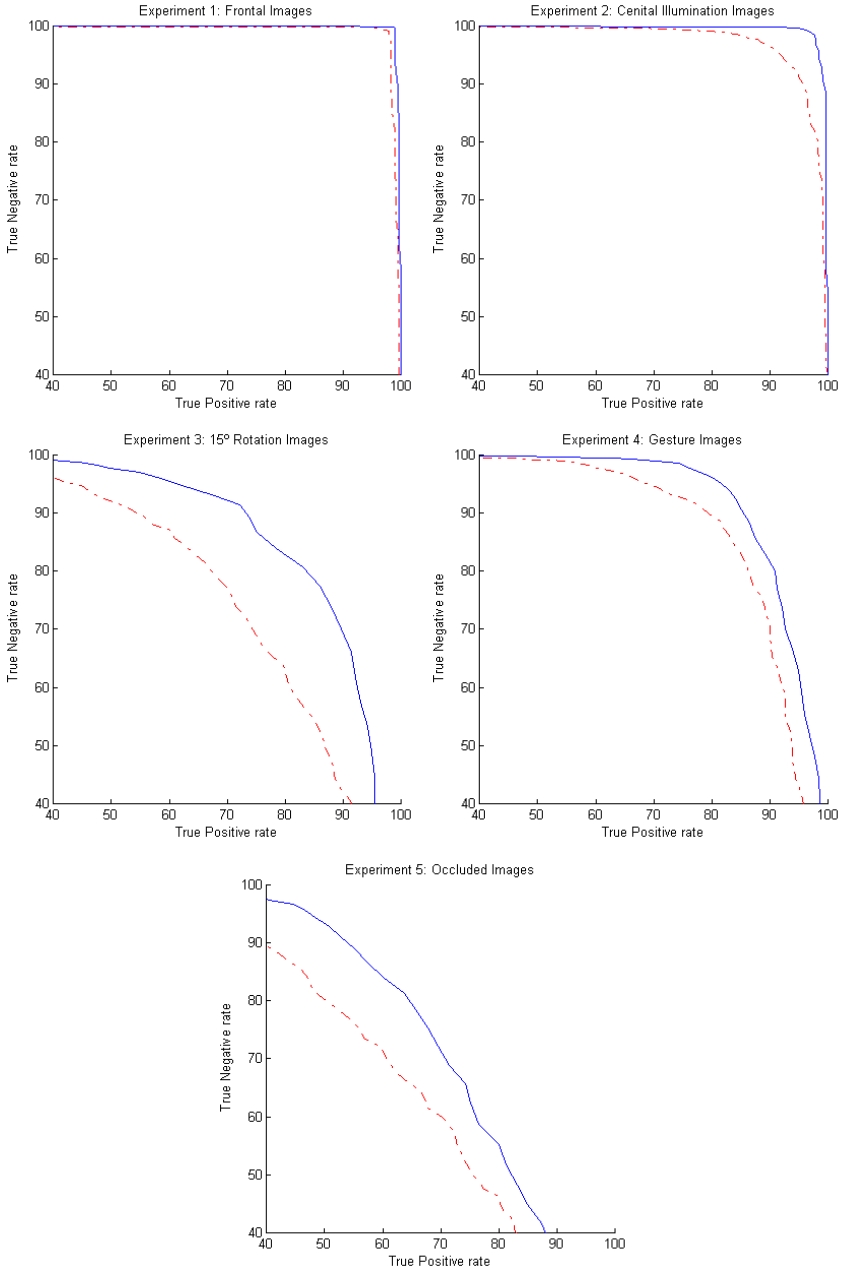 Experiment 1: Frontal Images
100
90
80
70
60
50
40
True Negative rate
40 50 60 70 80 90 100
True Positive rate
Experiment 2: Cenital Illumination Images
100
90
80
70
60
50
40
True Negative rate
40 50 60 70 80 90 100
True Positive rate
Experiment 3: 15º Rotation Images
100
90
80
70
60
50
40
True Negative rate
40 50 60 70 80 90 100
True Positive rate
Experiment 4: Gesture Images
100
90
80
70
60
50
40
True Negative rate
40 50 60 70 80 90 100
True Positive rate
Experiment 5: Occluded Images
100
90
80
70
60
50
40
True Negative rate
40 50 60 70 80 90 100
True Positive rate